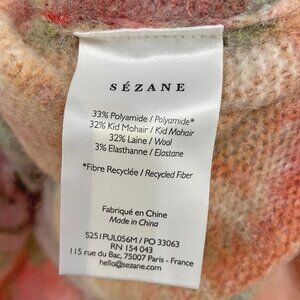 SÉZANE
33% Polyamide / Polyamide*
32% Kid Mohair / Kid Mohair
32% Laine / Wool
3% Elasthanne / Elastane
*Fibre Recyclée / Recycled Fiber
Fabriqué en Chine
Made in China
S251PUL056M / PO 33063
RN 154 043
115 rue du Bac, 75007 Paris - France
hello@sezane.com